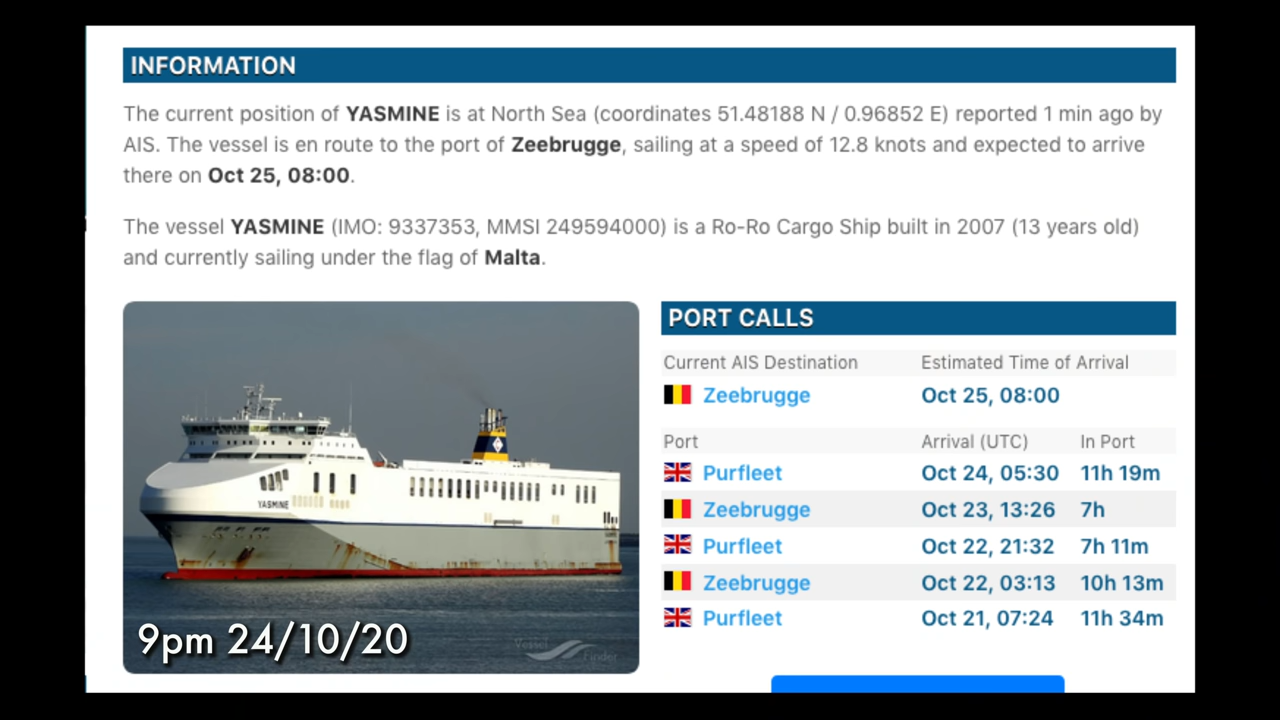 INFORMATION
The current position of YASMINE is at North Sea (coordinates 51.48188 N / 0.96852 E) reported 1 min ago by
AIS. The vessel is en route to the port of Zeebrugge, sailing at a speed of 12.8 knots and expected to arrive
there on Oct 25, 08:00.
The vessel YASMINE (IMO: 9337353, MMSI 249594000) is a Ro-Ro Cargo Ship built in 2007 (13 years old)
and currently sailing under the flag of Malta.
YASMINE
9pm 24/10/20
Vessel
Finder
PORT CALLS
Current AIS Destination Estimated Time of Arrival
Zeebrugge Oct 25, 08:00
Port Arrival (UTC) In Port
Purfleet Oct 24, 05:30 11h 19m
Zeebrugge Oct 23, 13:26 7h
Purfleet Oct 22, 21:32 7h 11m
Zeebrugge Oct 22, 03:13 10h 13m
Purfleet Oct 21, 07:24 11h 34m